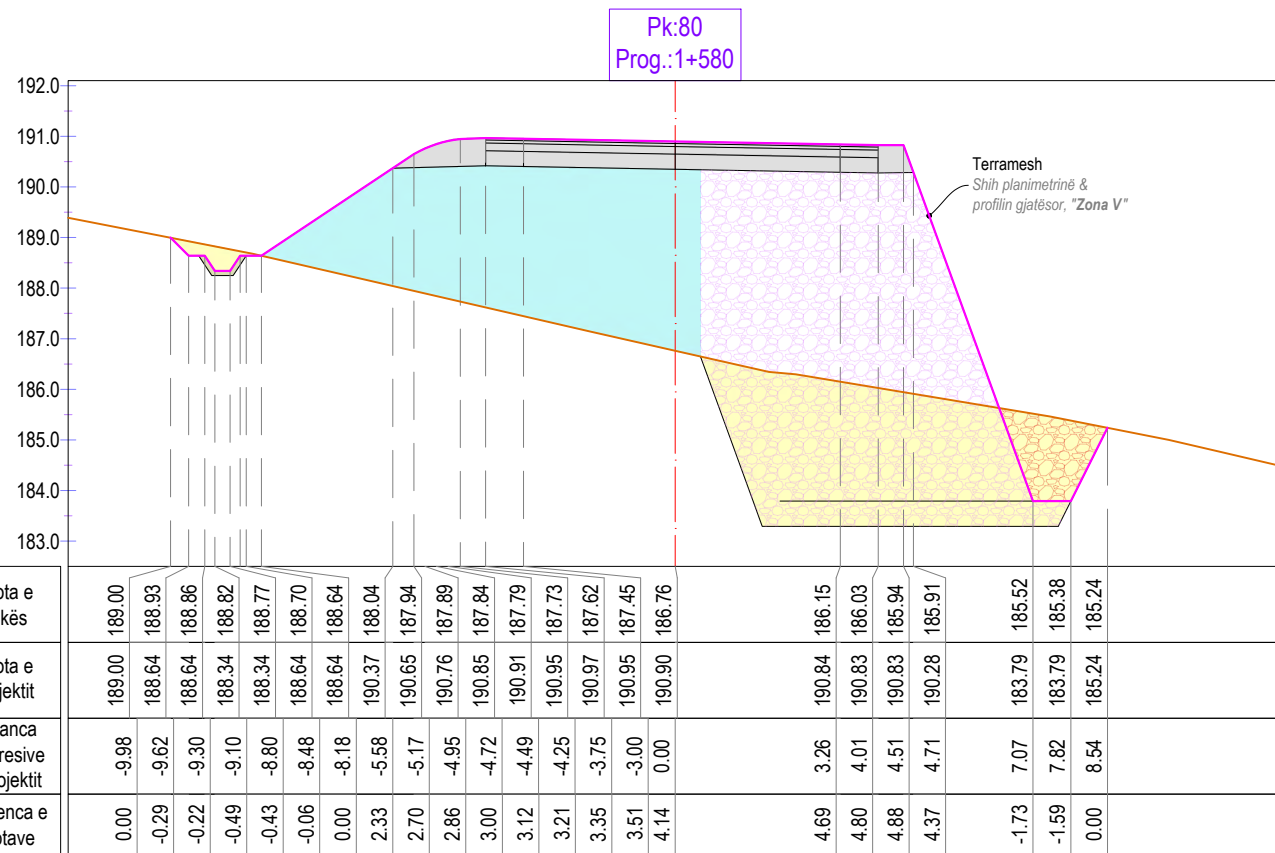 Pk:80
Prog.:1+580
192.0
191.0
190.0
189.0
188.0
187.0
186.0
185.0
184.0
183.0
Terramesh
Shih planimetrinë &
profilin gjatësor, "Zona V"
ota e
kës
189.00 188.93 188.86 188.82 188.77 188.70 188.64 188.04 187.94 187.89 187.84 187.79 187.73 187.62 187.45 186.76 186.15 186.03 185.94 185.91 185.52 185.38 185.24
ota e
jektit
189.00 188.64 188.64 188.34 188.34 188.64 188.64 190.37 190.65 190.76 190.85 190.91 190.95 190.97 190.95 190.90 190.84 190.83 190.83 190.28 183.79 183.79 185.24
anca
resive
ojektit
-9.98 -9.62 -9.30 -9.10 -8.80 -8.48 -8.18 -5.58 -5.17 -4.95 -4.72 -4.49 -4.25 -3.75 -3.00 0.00 3.26 4.01 4.51 4.71 7.07 7.82 8.54
enca e
otave
0.00 -0.29 -0.22 -0.49 -0.43 -0.06 0.00 2.33 2.70 2.86 3.00 3.12 3.21 3.35 3.51 4.14 4.69 4.80 4.88 4.37 -1.73 -1.59 0.00